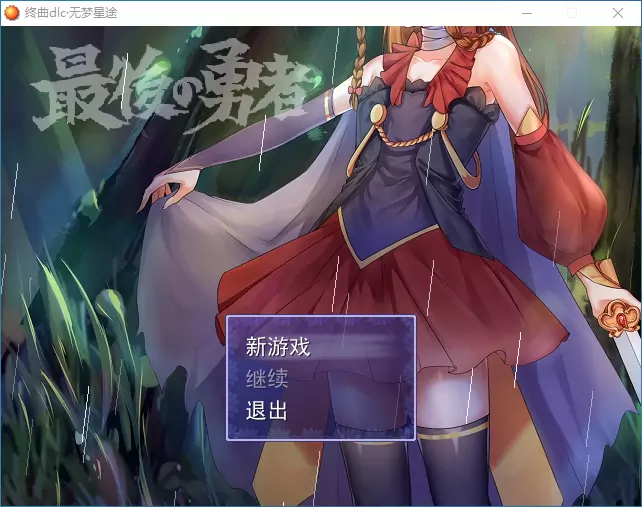 终曲dlc·无梦星途
最後の勇者
新游戏
继续
退出